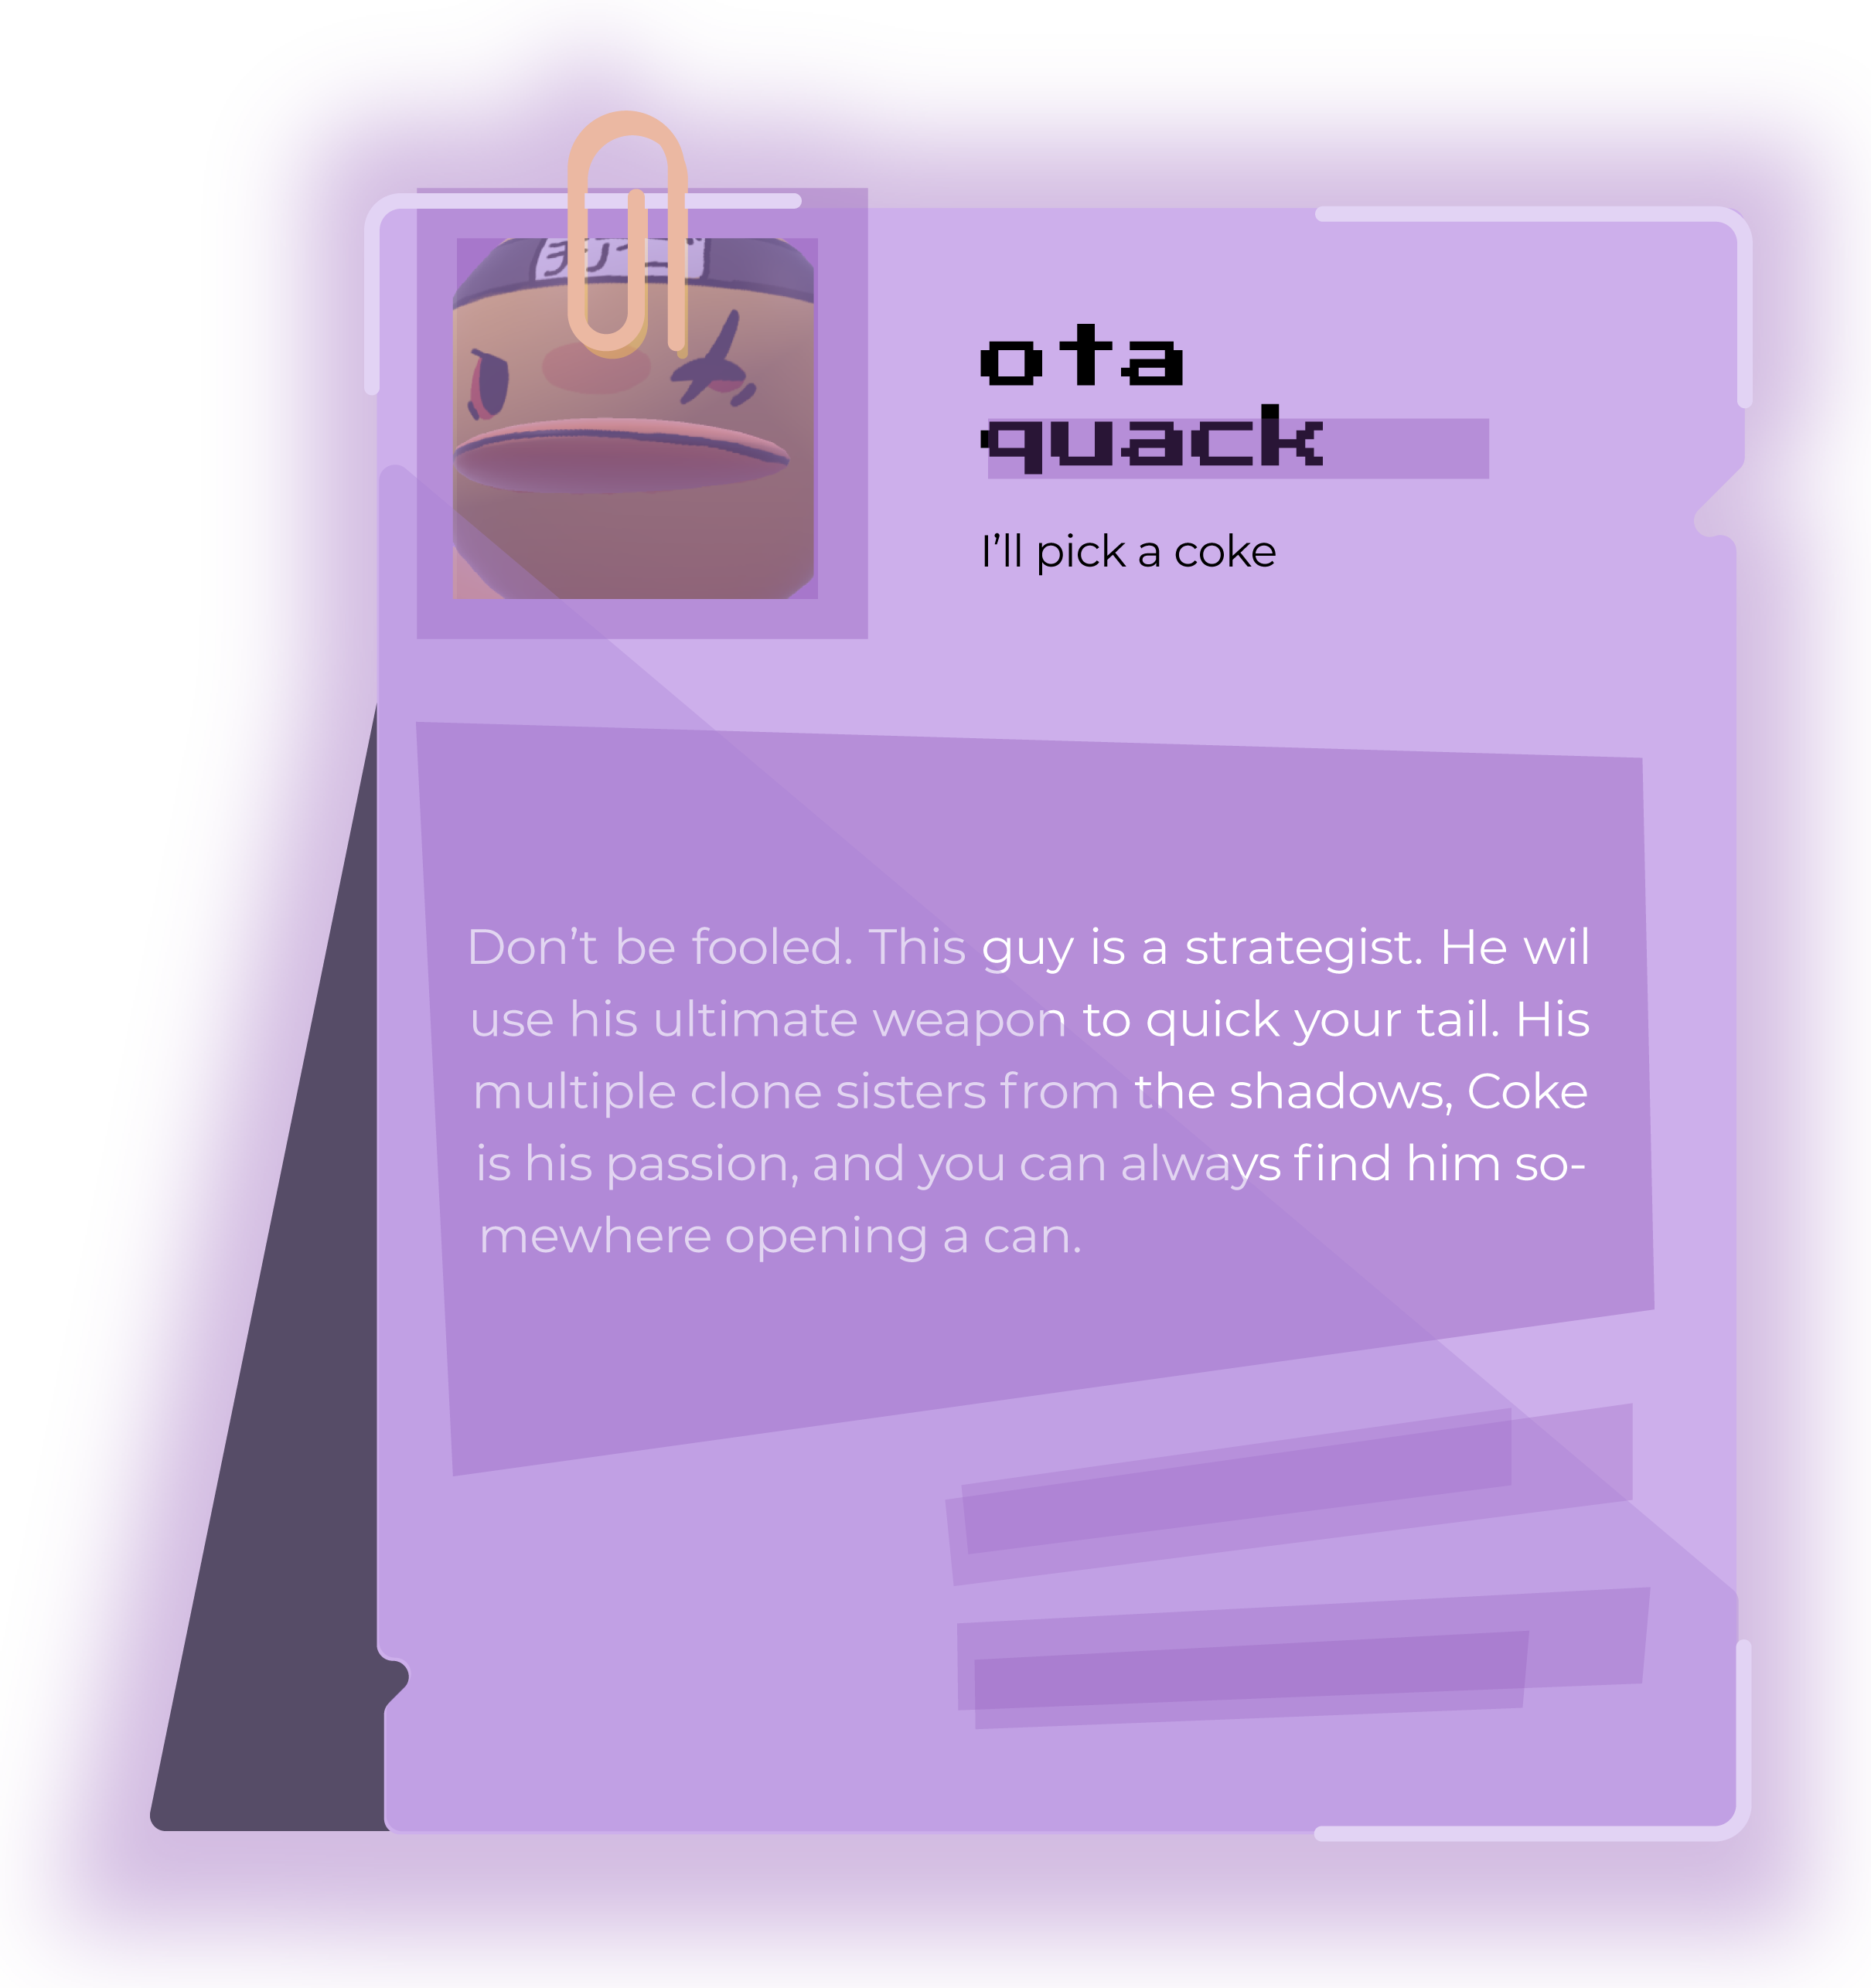 ota
quack
I'll pick a coke
Don't be fooled. This guy is a strategist. He wil
use his ultimate weapon to quick your tail. His
multiple clone sisters from the shadows, Coke
is his passion, and you can always find him so-
mewhere opening a can.